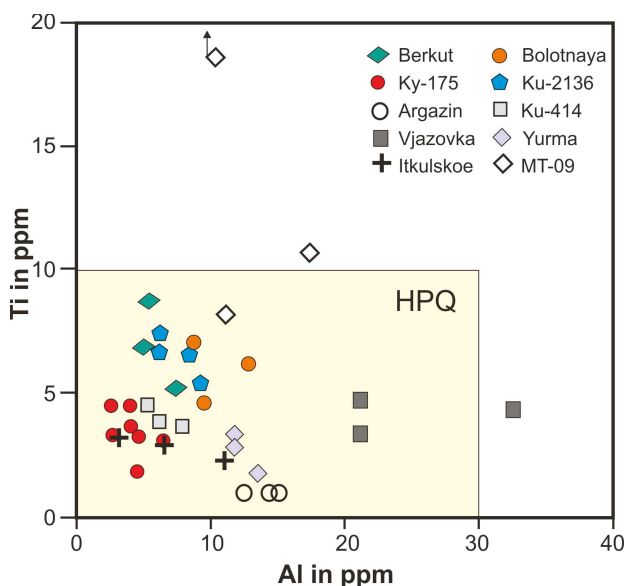 20
15
10
5
0
Ti in ppm
Berkut
Bolotnaya
Ky-175
Ku-2136
Argazin
Ku-414
Vjazovka
Yurma
Itkulskoe
MT-09
HPQ
0
10
20
30
40
Al in ppm